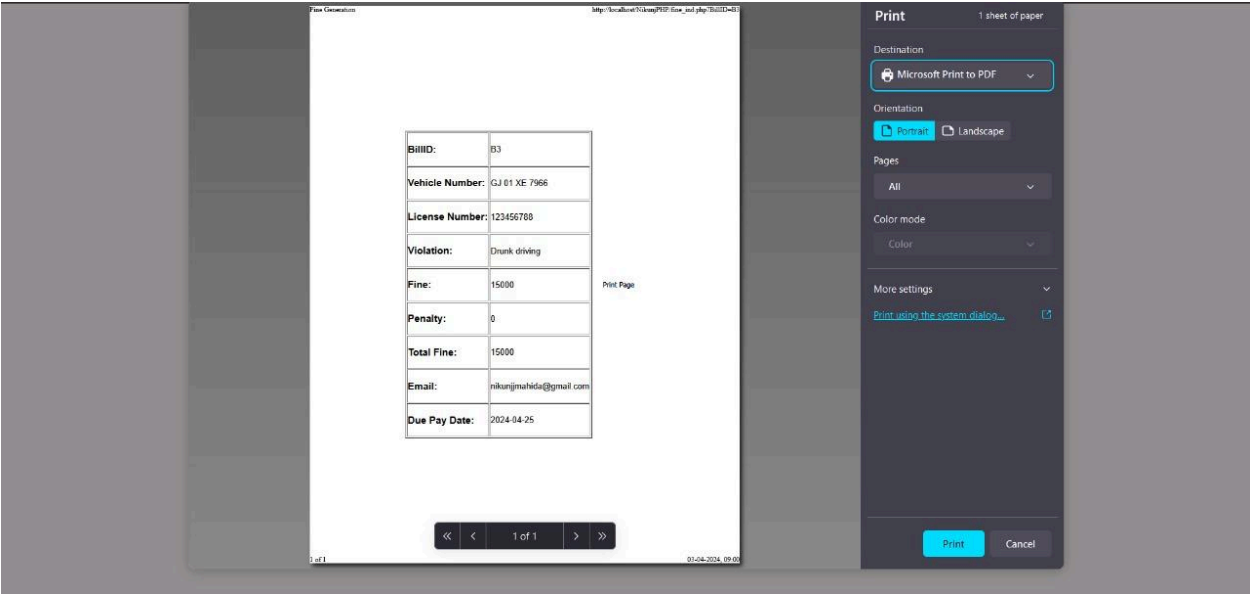 Fine Generation http://localhost/NikunjPHP/fine_ind.php?BillID=B3
BillID: B3
Vehicle Number: GJ 01 XE 7966
License Number: 123456788
Violation: Drunk driving
Fine: 15000
Print Page
Penalty: 0
Total Fine: 15000
Email: nikunjjmahida@gmail.com
Due Pay Date: 2024-04-25
1 of 1
1 of 1 03-04-2024, 09:00
Print 1 sheet of paper
Destination
Microsoft Print to PDF
Orientation
Portrait Landscape
Pages
All
Color mode
Color
More settings
Print using the system dialog...
Print Cancel